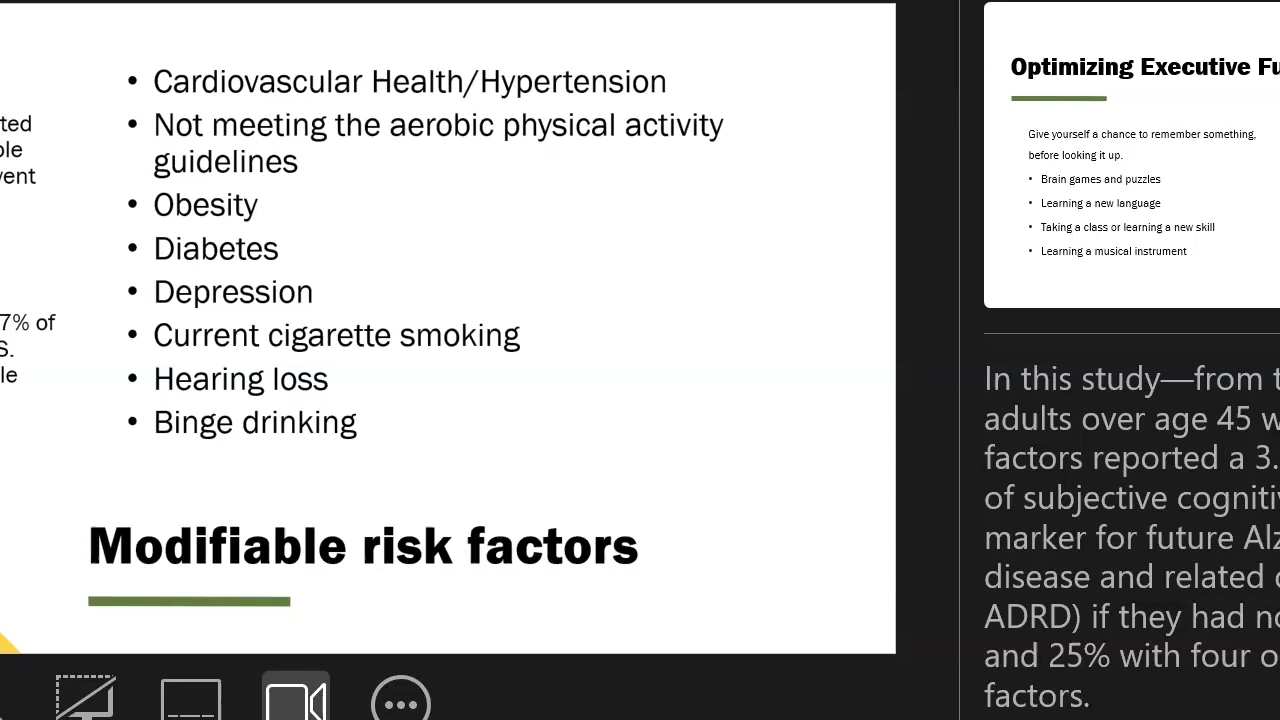 ted
ple
vent
7% of
S.
le
• Cardiovascular Health/Hypertension
• Not meeting the aerobic physical activity
guidelines
• Obesity
• Diabetes
• Depression
• Current cigarette smoking
• Hearing loss
• Binge drinking
Modifiable risk factors
Optimizing Executive Fu
Give yourself a chance to remember something,
before looking it up.
• Brain games and puzzles
• Learning a new language
• Taking a class or learning a new skill
• Learning a musical instrument
In this study—from t
adults over age 45 w
factors reported a 3.
of subjective cognitiv
marker for future Alz
disease and related d
ADRD) if they had no
and 25% with four o
factors.